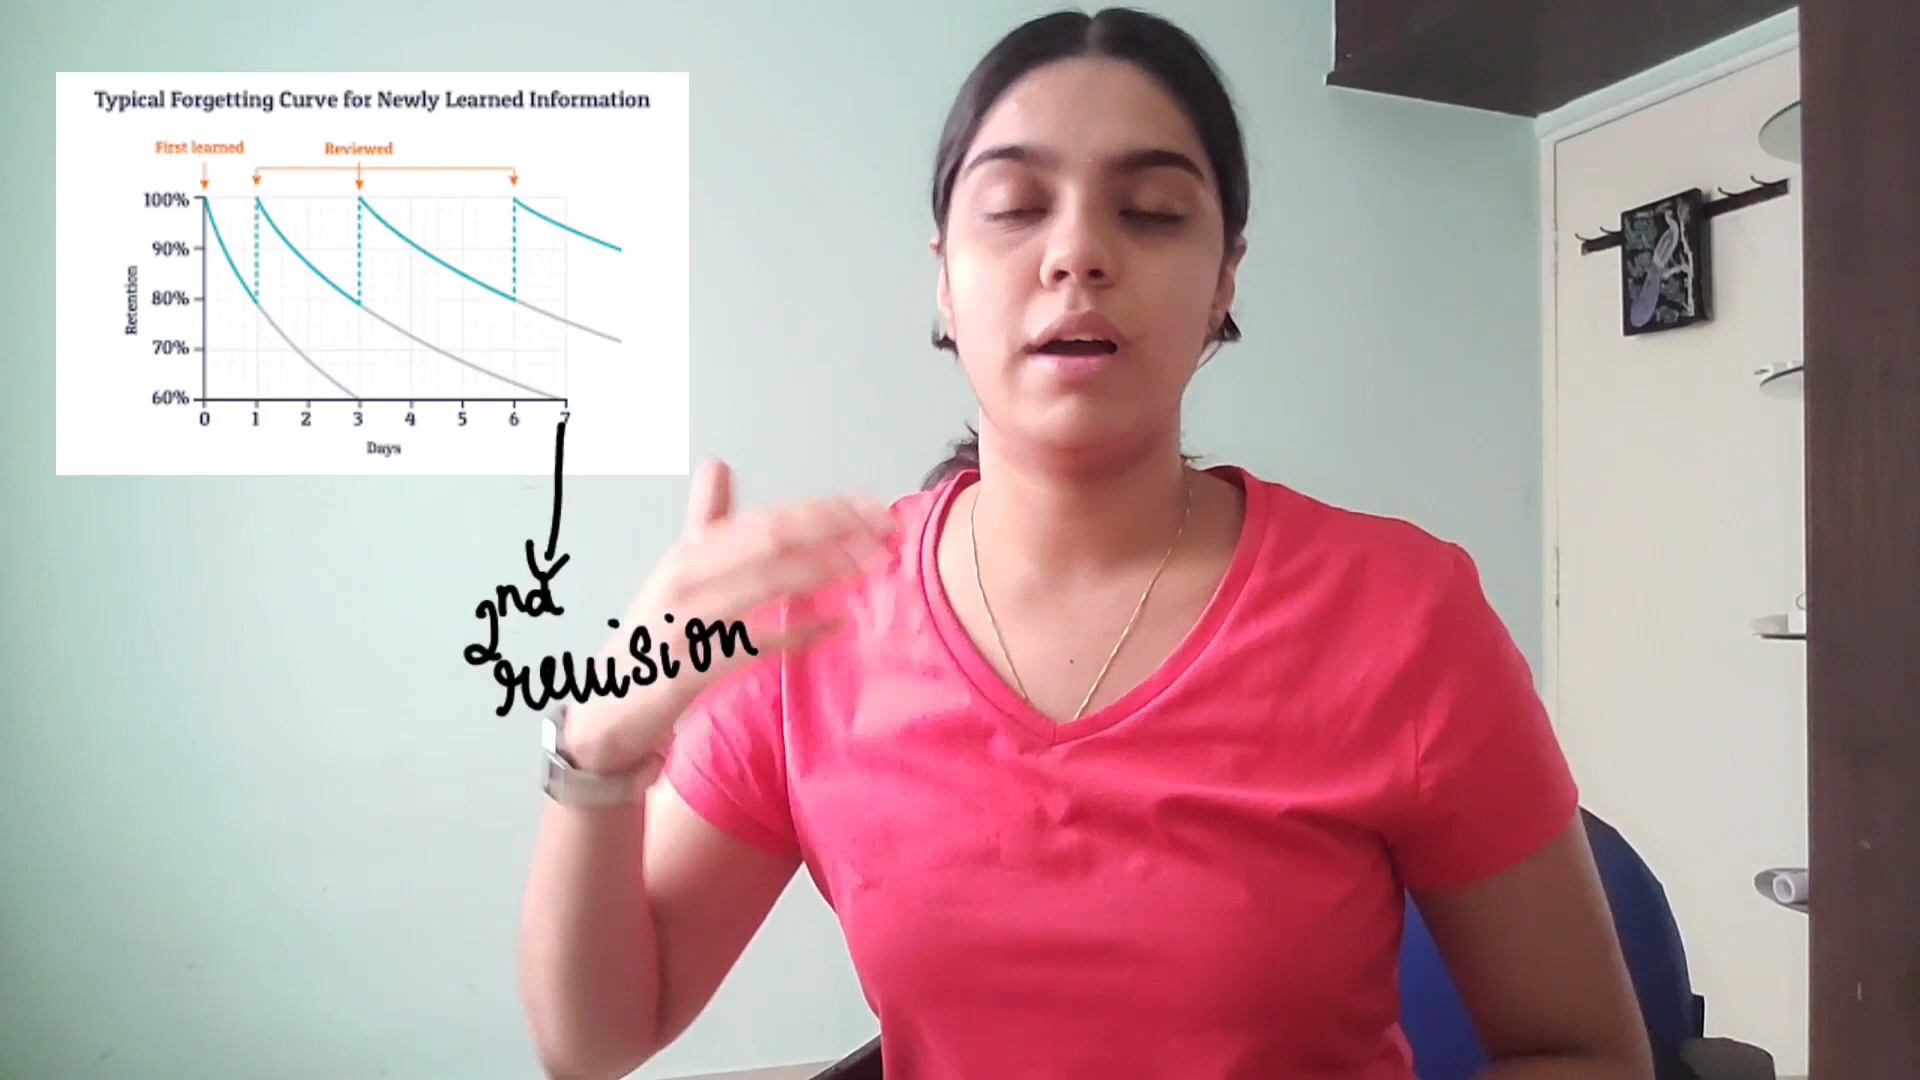 Typical Forgetting Curve for Newly Learned Information
First learned Reviewed
100%
90%
80%
70%
60%
Retention
0 1 2 3 4 5 6 7
Days
2nd
revision